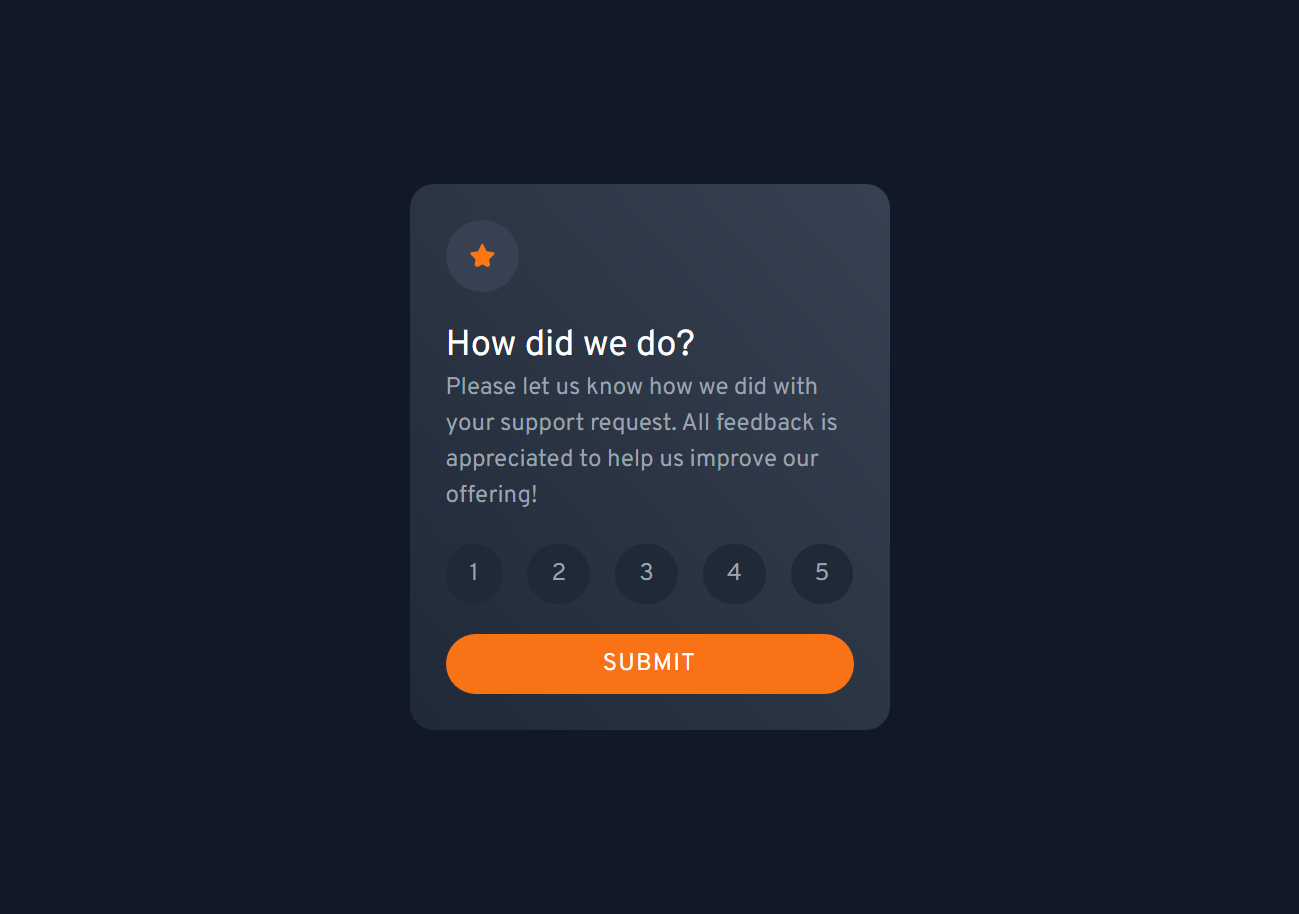 How did we do?
Please let us know how we did with
your support request. All feedback is
appreciated to help us improve our
offering!
1 2 3 4 5
SUBMIT